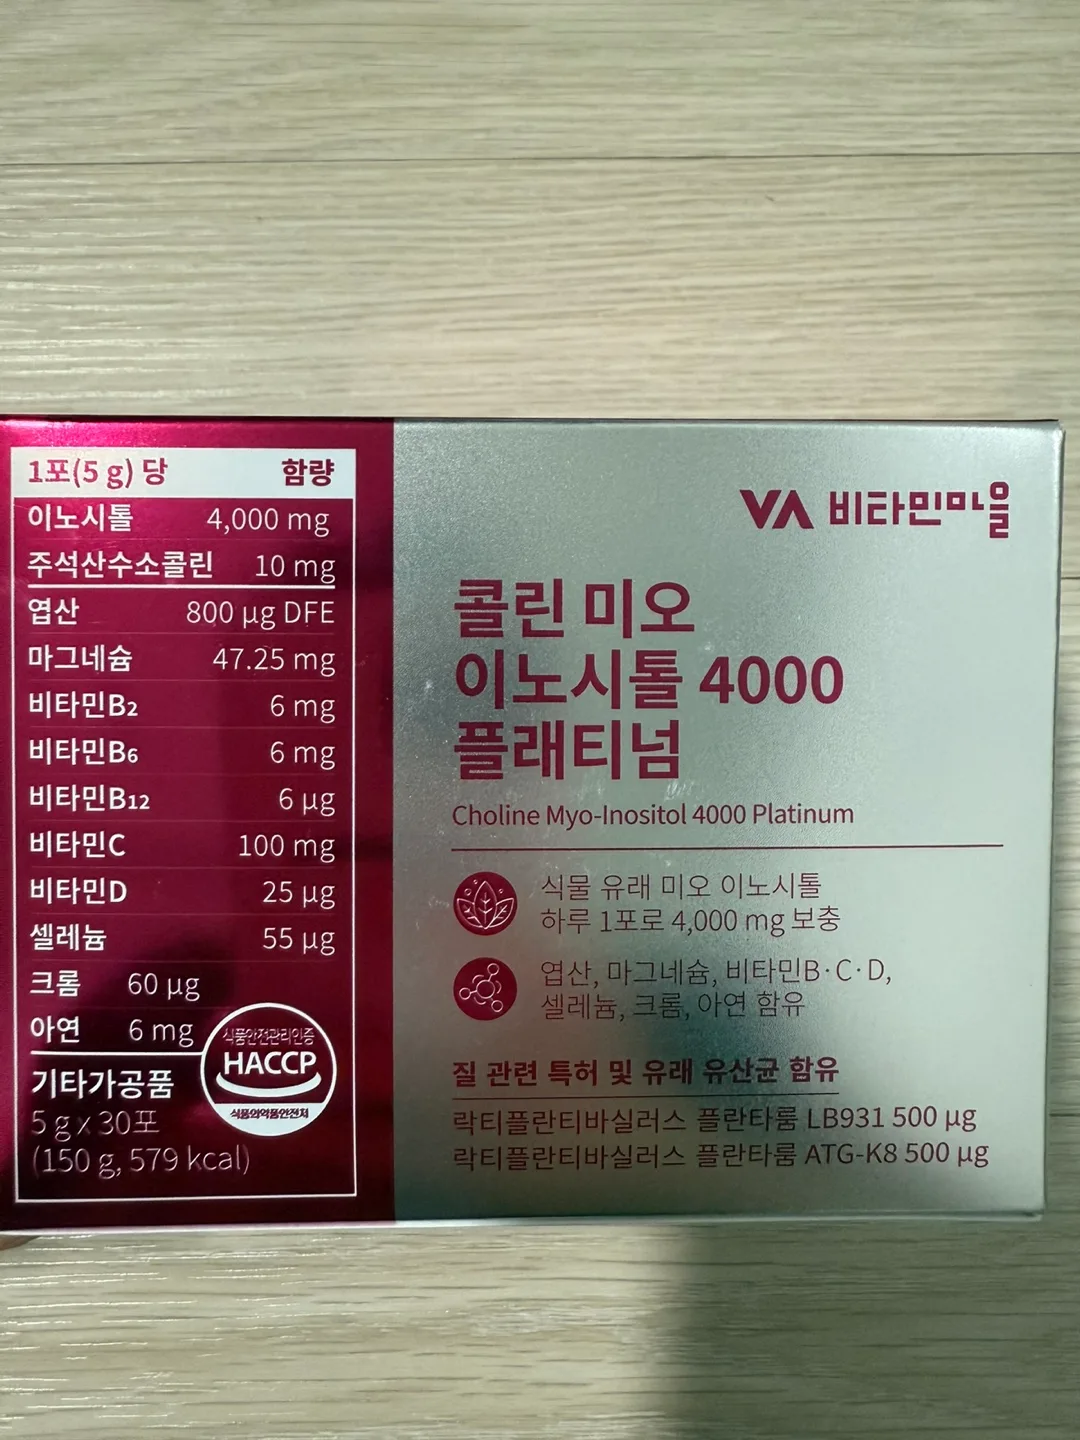 1포(5 g) 당 함량
이노시톨 4,000 mg
주석산수소콜린 10 mg
엽산 800 µg DFE
마그네슘 47.25 mg
비타민B2 6 mg
비타민B6 6 mg
비타민B12 6 µg
비타민C 100 mg
비타민D 25 µg
셀레늄 55 µg
크롬 60 µg
아연 6 mg
기타가공품
5 g x 30포
(150 g, 579 kcal)
식품안전관리인증
HACCP
식품의약품안전처
VA 비타민마을
콜린 미오
이노시톨 4000
플래티넘
Choline Myo-Inositol 4000 Platinum
식물 유래 미오 이노시톨
하루 1포로 4,000 mg 보충
엽산, 마그네슘, 비타민B·C·D,
셀레늄, 크롬, 아연 함유
질 관련 특허 및 유래 유산균 함유
락티플란티바실러스 플란타룸 LB931 500 µg
락티플란티바실러스 플란타룸 ATG-K8 500 µg